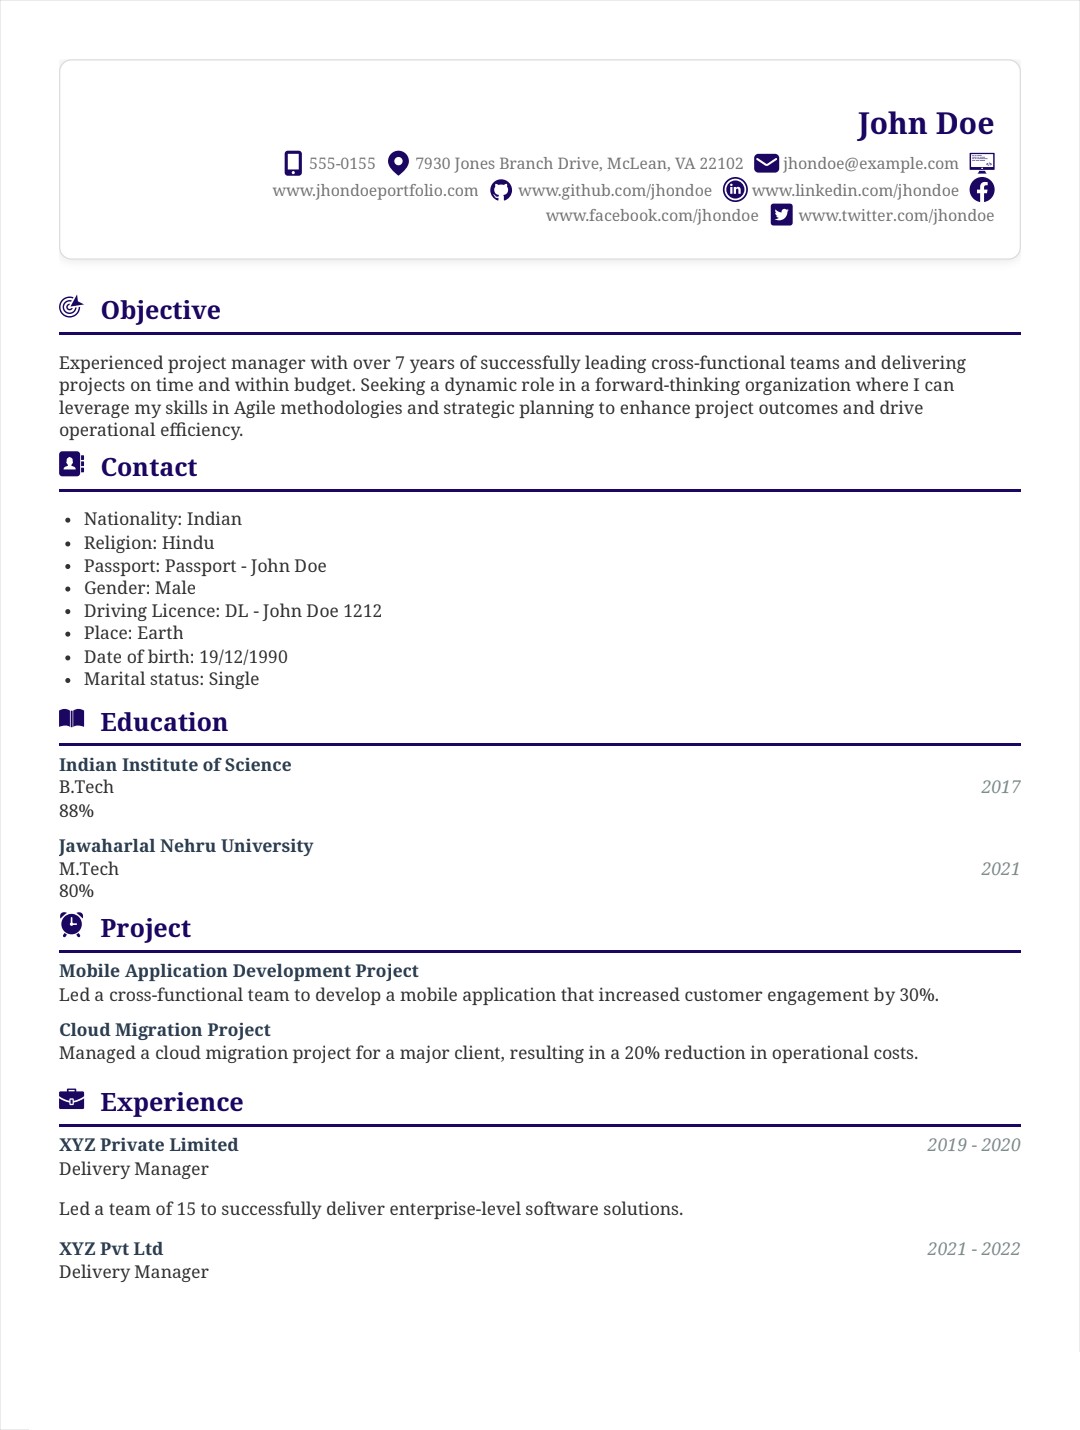 John Doe
555-0155 7930 Jones Branch Drive, McLean, VA 22102 jhondoe@example.com
www.jhondoeportfolio.com www.github.com/jhondoe www.linkedin.com/jhondoe
www.facebook.com/jhondoe www.twitter.com/jhondoe
Objective
Experienced project manager with over 7 years of successfully leading cross-functional teams and delivering
projects on time and within budget. Seeking a dynamic role in a forward-thinking organization where I can
leverage my skills in Agile methodologies and strategic planning to enhance project outcomes and drive
operational efficiency.
Contact
• Nationality: Indian
• Religion: Hindu
• Passport: Passport - John Doe
• Gender: Male
• Driving Licence: DL - John Doe 1212
• Place: Earth
• Date of birth: 19/12/1990
• Marital status: Single
Education
Indian Institute of Science
B.Tech 2017
88%
Jawaharlal Nehru University
M.Tech 2021
80%
Project
Mobile Application Development Project
Led a cross-functional team to develop a mobile application that increased customer engagement by 30%.
Cloud Migration Project
Managed a cloud migration project for a major client, resulting in a 20% reduction in operational costs.
Experience
XYZ Private Limited 2019 - 2020
Delivery Manager
Led a team of 15 to successfully deliver enterprise-level software solutions.
XYZ Pvt Ltd 2021 - 2022
Delivery Manager